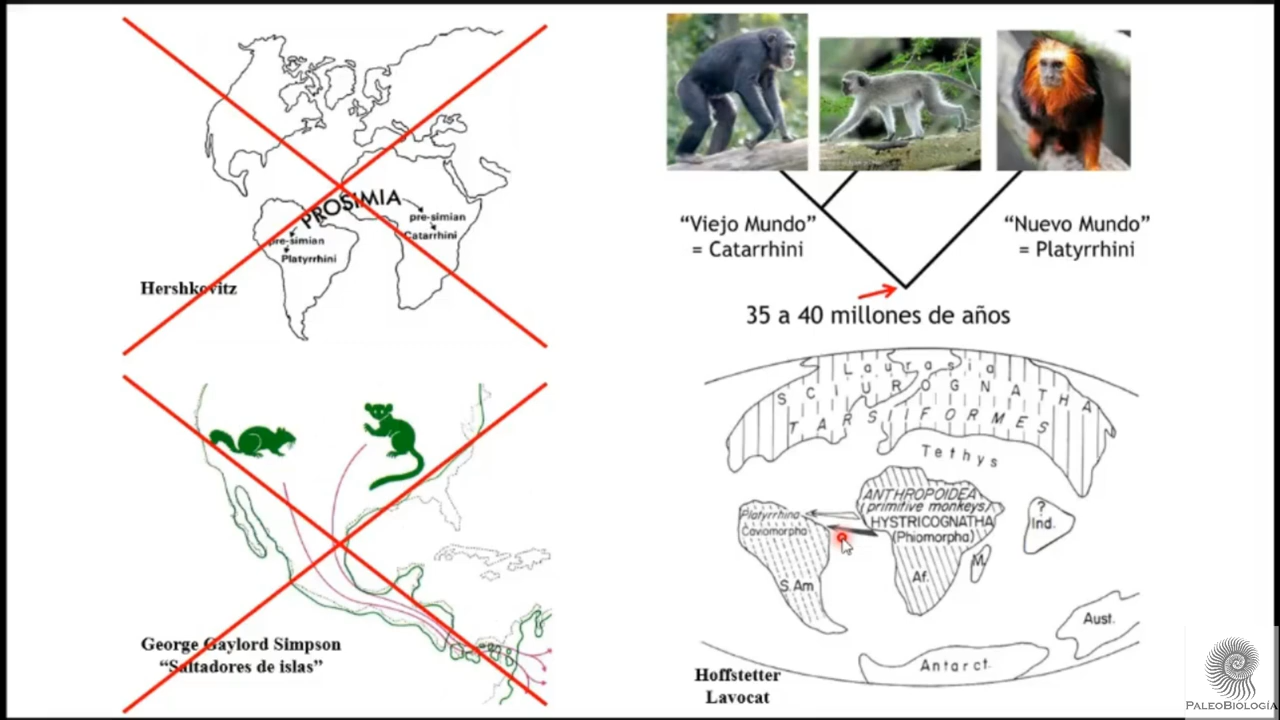 PROSIMIA
pre-simian
Catarrhini
pre-simian
Platyrrhini
Hershkovitz
"Viejo Mundo"
= Catarrhini
"Nuevo Mundo"
= Platyrrhini
35 a 40 millones de años
George Gaylord Simpson
"Saltadores de islas"
Laurasia
SCIUROGNATHA
TARSIIFORMES
Tethys
ANTHROPOIDEA
(primitive monkeys)
HYSTRICOGNATHA
(Phiomorpha)
Platyrrhina
Caviomorpha
?
Ind.
M.
S.Am
Af.
Aust.
Antarct.
Hoffstetter
Lavocat
PALEOBIOLOGÍA